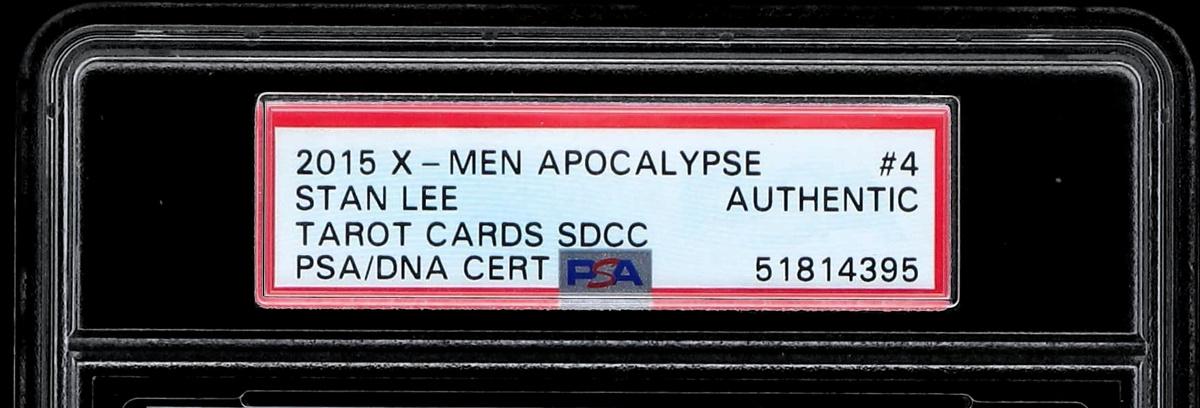 2015 X-MEN APOCALYPSE #4
STAN LEE AUTHENTIC
TAROT CARDS SDCC
PSA/DNA CERT PSA 51814395